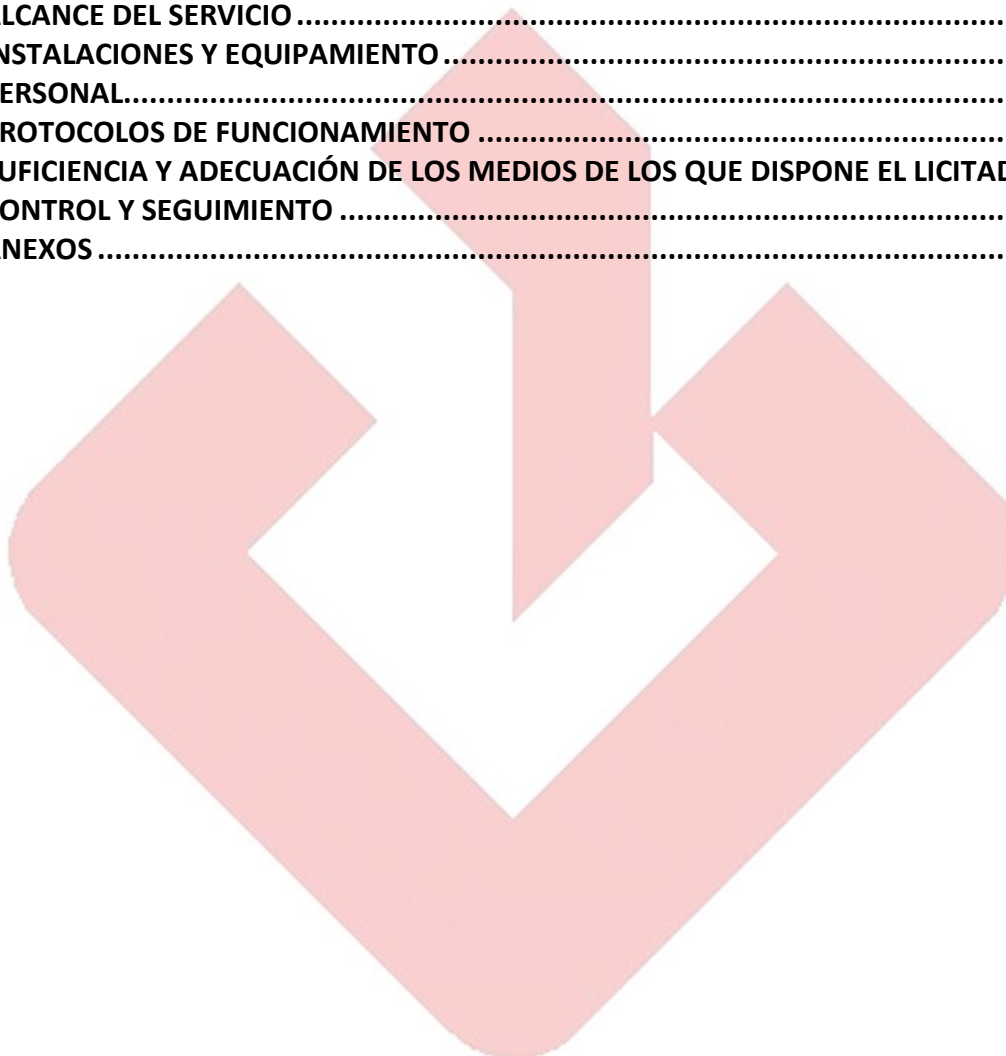 LCANCE DEL SERVICIO ........................................................................................
NSTALACIONES Y EQUIPAMIENTO ........................................................................
ERSONAL..............................................................................................................
ROTOCOLOS DE FUNCIONAMIENTO ....................................................................
UFICIENCIA Y ADECUACIÓN DE LOS MEDIOS DE LOS QUE DISPONE EL LICITAD
ONTROL Y SEGUIMIENTO ....................................................................................
NEXOS ................................................................................................................